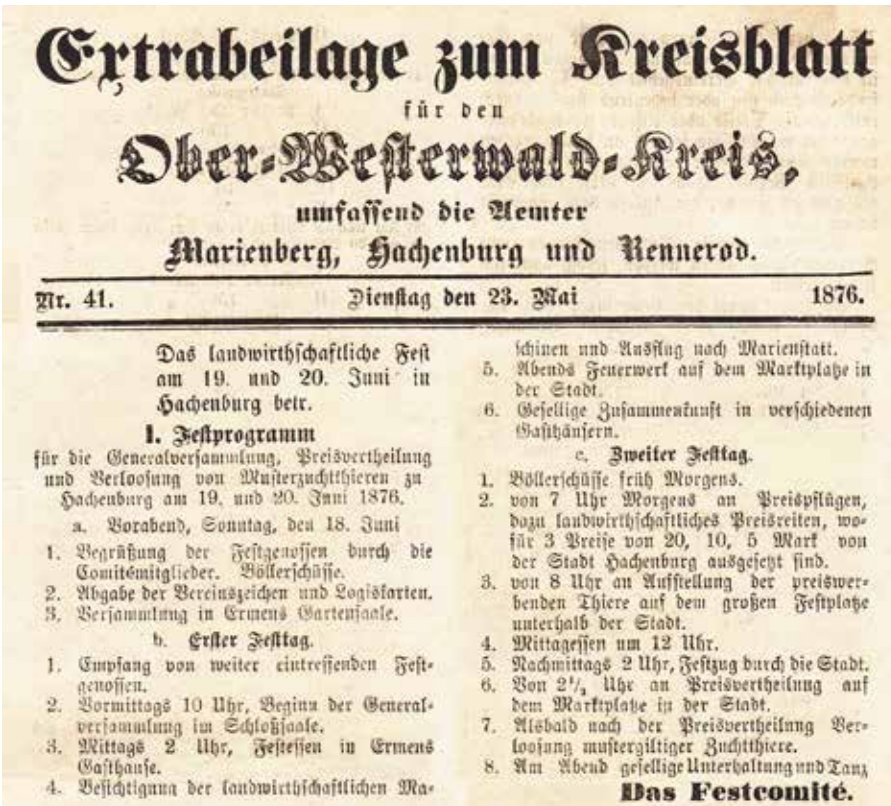 Extrabeilage zum Kreisblatt
für den
Ober-Westerwald-Kreis,
umfassend die Aemter
Marienberg, Hachenburg und Rennerod.
Nr. 41. Dienstag den 23. Mai 1876.
Das landwirthschaftliche Fest
am 19. und 20. Juni in
Hachenburg betr.
I. Festprogramm
für die Generalversammlung, Preisvertheilung
und Verloosung von Musterzuchtthieren zu
Hachenburg am 19. und 20. Juni 1876.
a. Vorabend, Sonntag, den 18. Juni
1. Begrüßung der Festgenossen durch die
Comitémitglieder. Böllerschüsse.
2. Abgabe der Vereinszeichen und Logiskarten.
3. Versammlung in Ermens Gartensaale.
b. Erster Festtag.
1. Empfang von weiter eintreffenden Fest-
genossen.
2. Vormittags 10 Uhr, Beginn der General-
versammlung im Schloßsaale.
3. Mittags 2 Uhr, Festessen in Ermens
Gasthause.
4. Besichtigung der landwirthschaftlichen Ma-
schinen und Ausflug nach Marienstatt.
5. Abends Feuerwerk auf dem Marktplatze in
der Stadt.
6. Gesellige Zusammenkunft in verschiedenen
Gasthäusern.
c. Zweiter Festtag.
1. Böllerschüsse früh Morgens.
2. von 7 Uhr Morgens an Preispflügen,
dazu landwirthschaftliches Preisreiten, wo-
für 3 Preise von 20, 10, 5 Mark von
der Stadt Hachenburg ausgesetzt sind.
3. von 8 Uhr an Aufstellung der preiswer-
benden Thiere auf dem großen Festplatze
unterhalb der Stadt.
4. Mittagessen um 12 Uhr.
5. Nachmittags 2 Uhr, Festzug durch die Stadt.
6. Von 2½ Uhr an Preisvertheilung auf
dem Marktplatze in der Stadt.
7. Alsbald nach der Preisvertheilung Ver-
loosung mustergiltiger Zuchtthiere.
8. Am Abend gesellige Unterhaltung und Tanz
Das Festcomité.